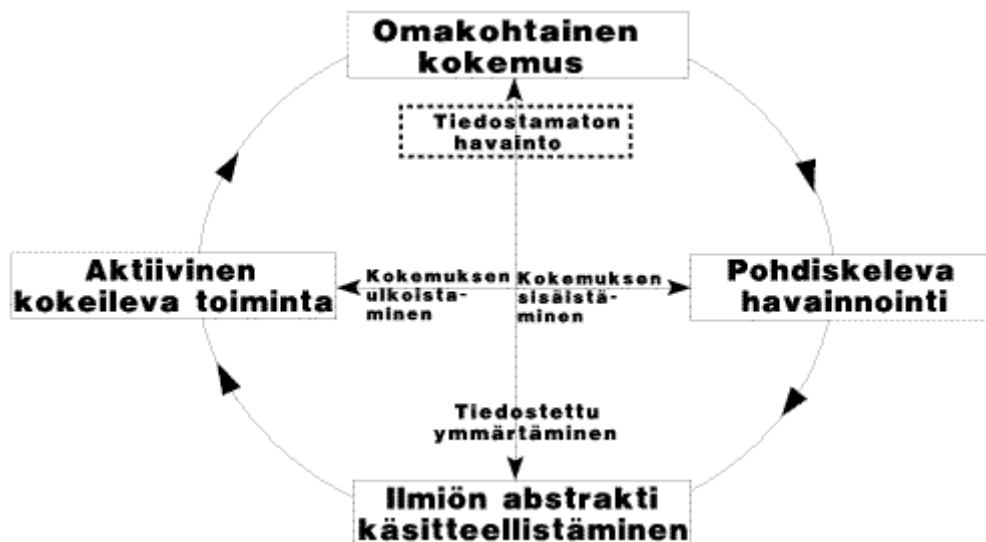 Omakohtainen
kokemus
Tiedostamaton
havainto
Aktiivinen
kokeileva toiminta
Kokemuksen
ulkoista-
minen
Kokemuksen
sisäistä-
minen
Pohdiskeleva
havainnointi
Tiedostettu
ymmärtäminen
Ilmiön abstrakti
käsitteellistäminen